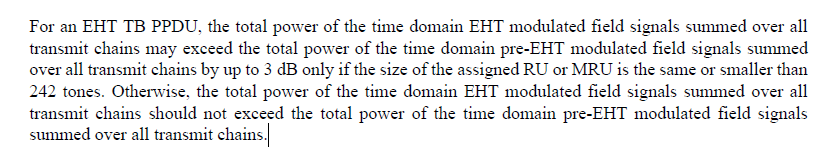 For an EHT TB PPDU, the total power of the time domain EHT modulated field signals summed over all
transmit chains may exceed the total power of the time domain pre-EHT modulated field signals summed
over all transmit chains by up to 3 dB only if the size of the assigned RU or MRU is the same or smaller than
242 tones. Otherwise, the total power of the time domain EHT modulated field signals summed over all
transmit chains should not exceed the total power of the time domain pre-EHT modulated field signals
summed over all transmit chains.